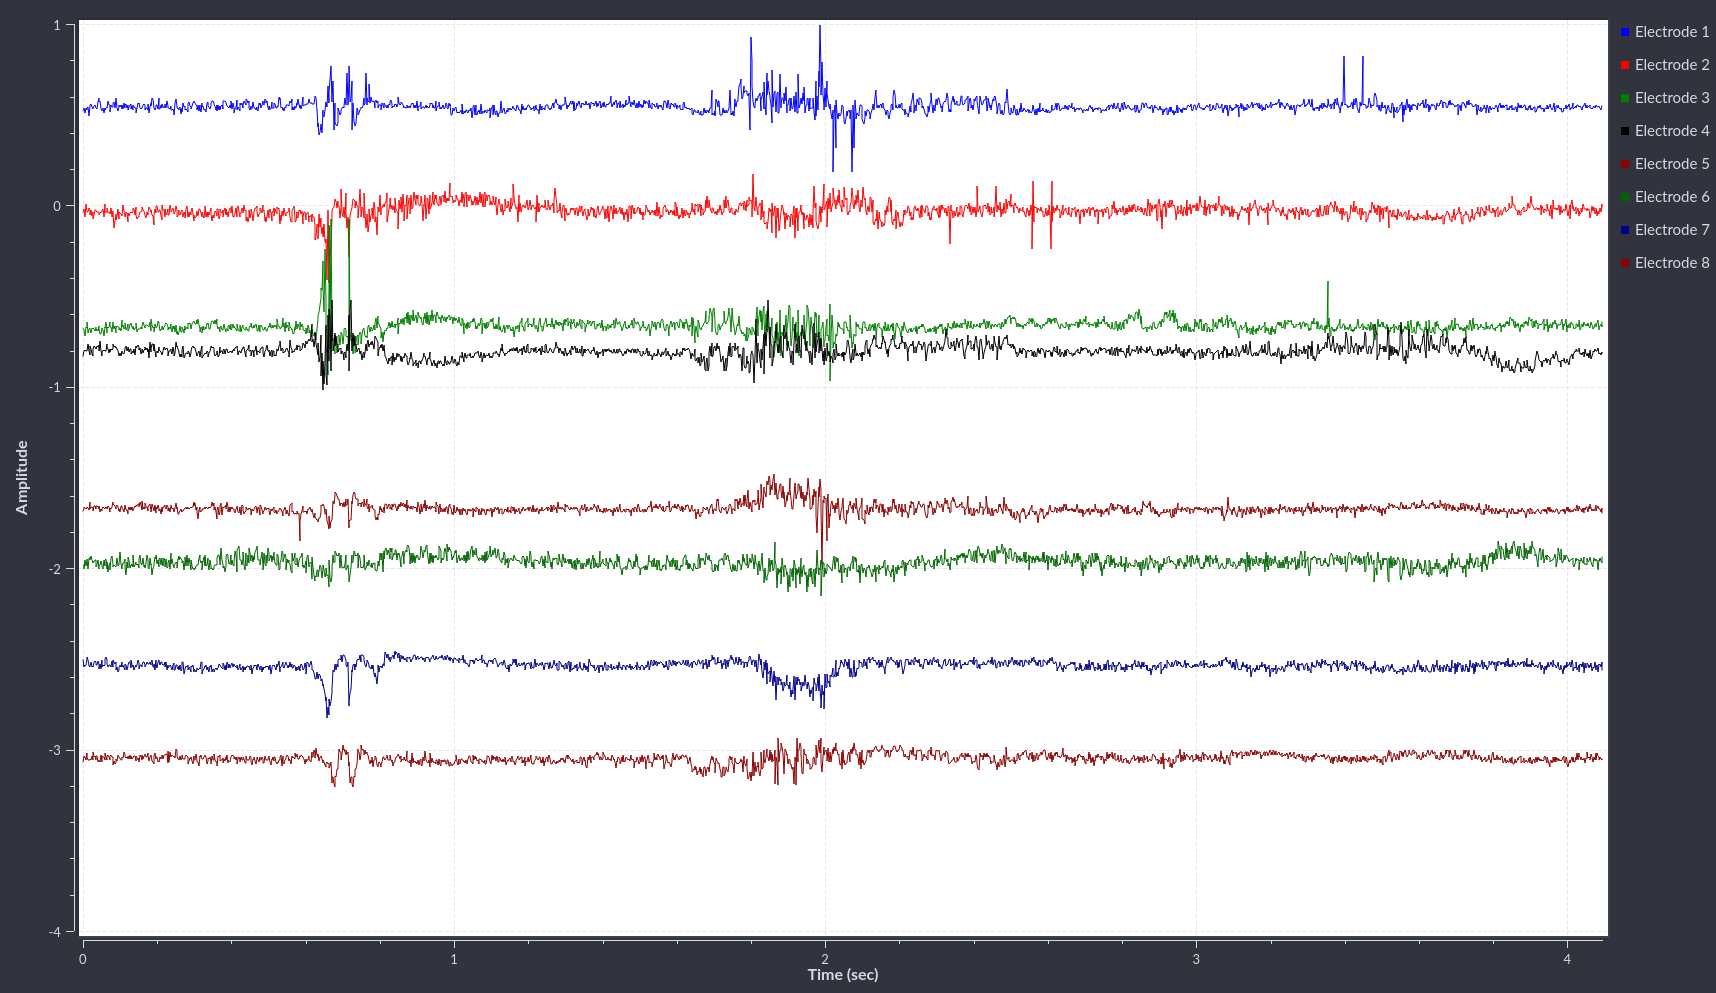 1
0
-1
-2
-3
-4
Amplitude
0 1 2 3 4
Time (sec)
Electrode 1
Electrode 2
Electrode 3
Electrode 4
Electrode 5
Electrode 6
Electrode 7
Electrode 8